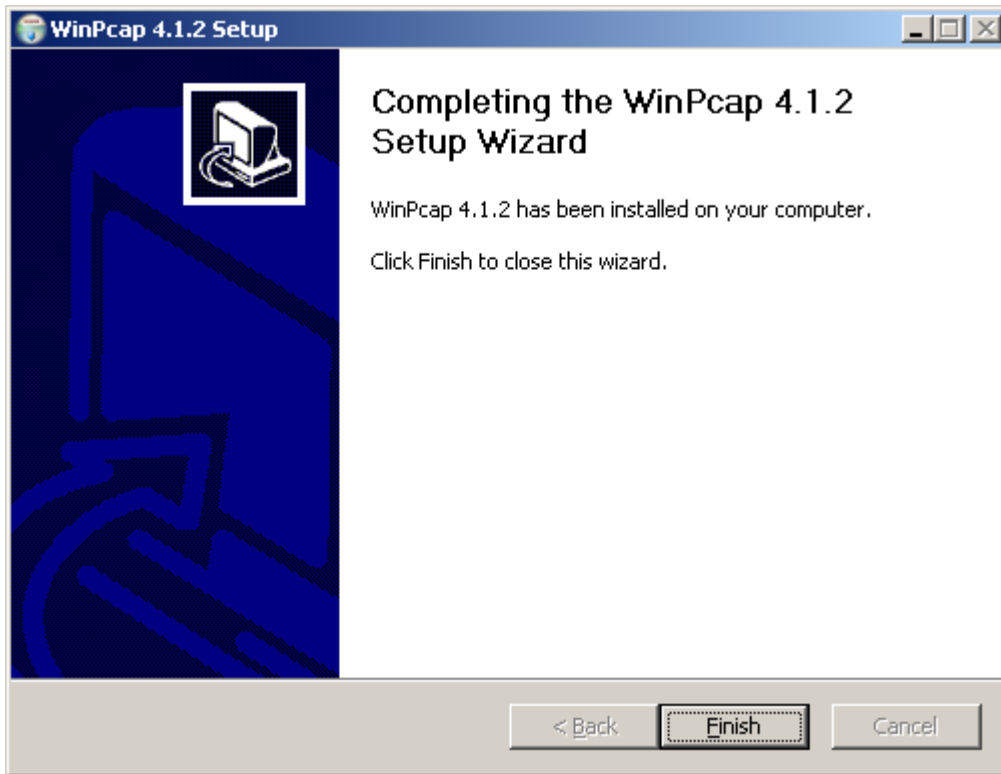 WinPcap 4.1.2 Setup
Completing the WinPcap 4.1.2
Setup Wizard
WinPcap 4.1.2 has been installed on your computer.
Click Finish to close this wizard.
< Back
Finish
Cancel